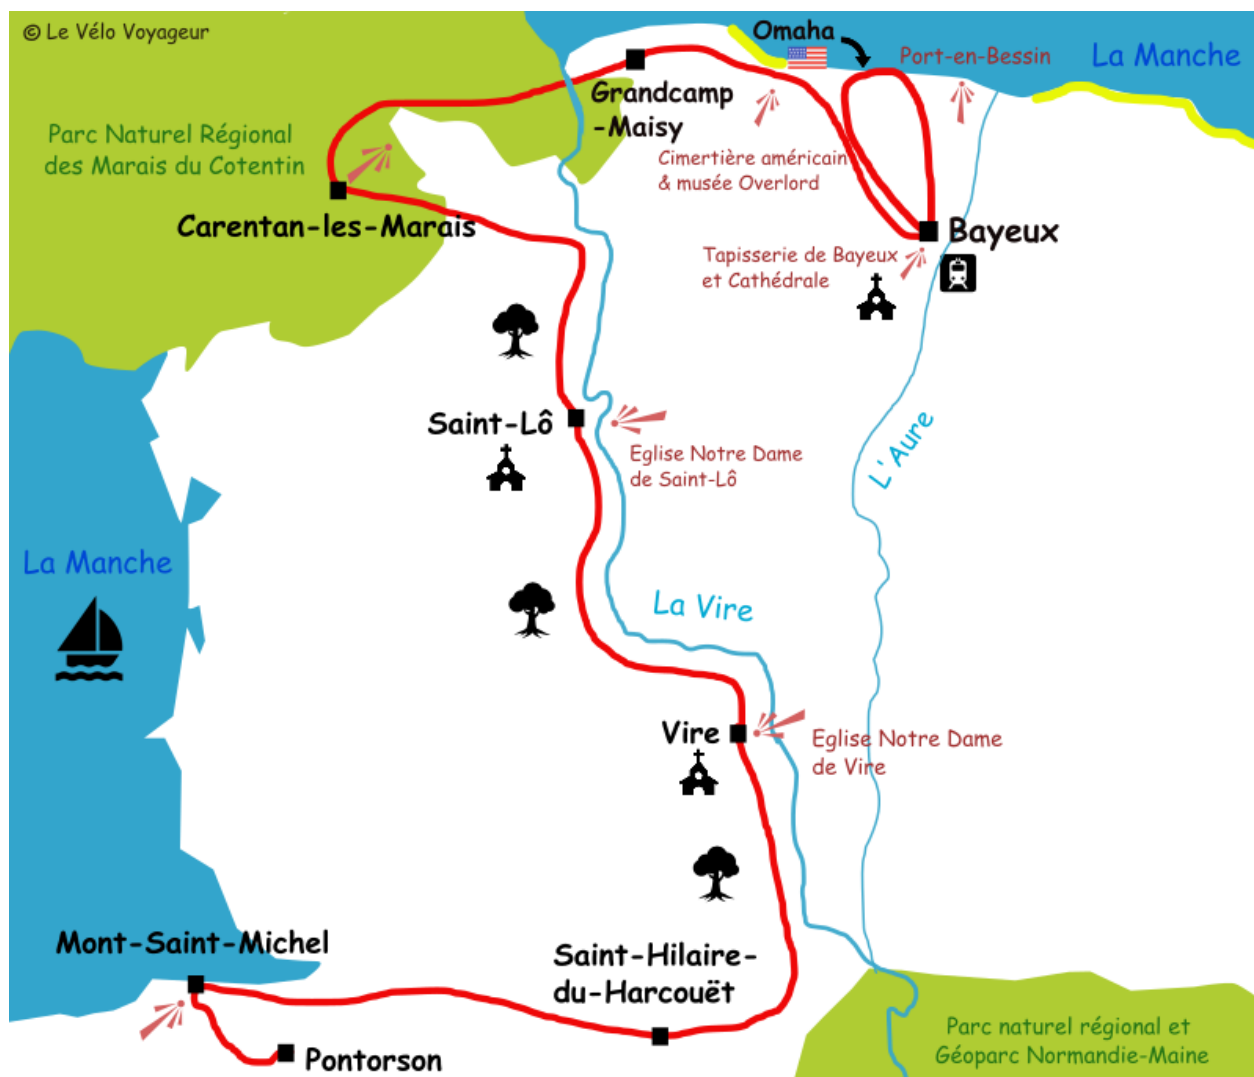 © Le Vélo Voyageur
Omaha
Port-en-Bessin
La Manche
Grandcamp
-Maisy
Parc Naturel Régional
des Marais du Cotentin
Cimertière américain
& musée Overlord
Carentan-les-Marais
Bayeux
Tapisserie de Bayeux
et Cathédrale
Saint-Lô
Eglise Notre Dame
de Saint-Lô
L'Aure
La Manche
La Vire
Vire
Eglise Notre Dame
de Vire
Mont-Saint-Michel
Saint-Hilaire-
du-Harcouët
Parc naturel régional et
Géoparc Normandie-Maine
Pontorson